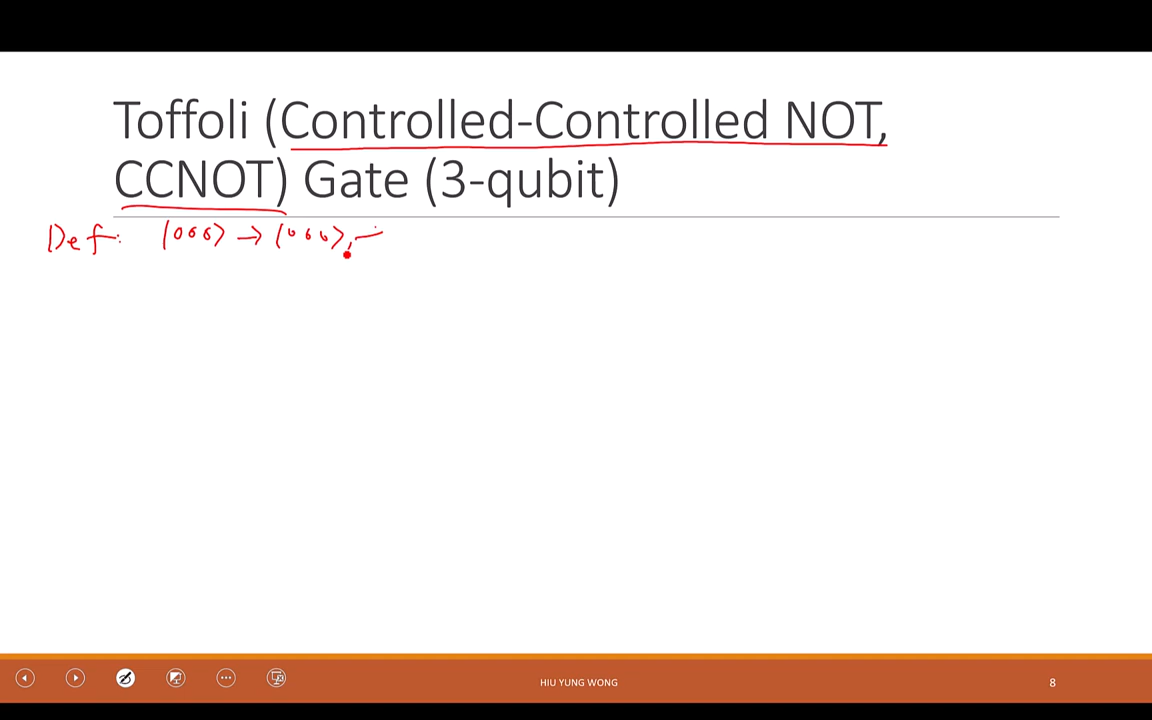 Toffoli (Controlled-Controlled NOT,
CCNOT) Gate (3-qubit)
Def: |000⟩ → |000⟩,
HIU YUNG WONG
8